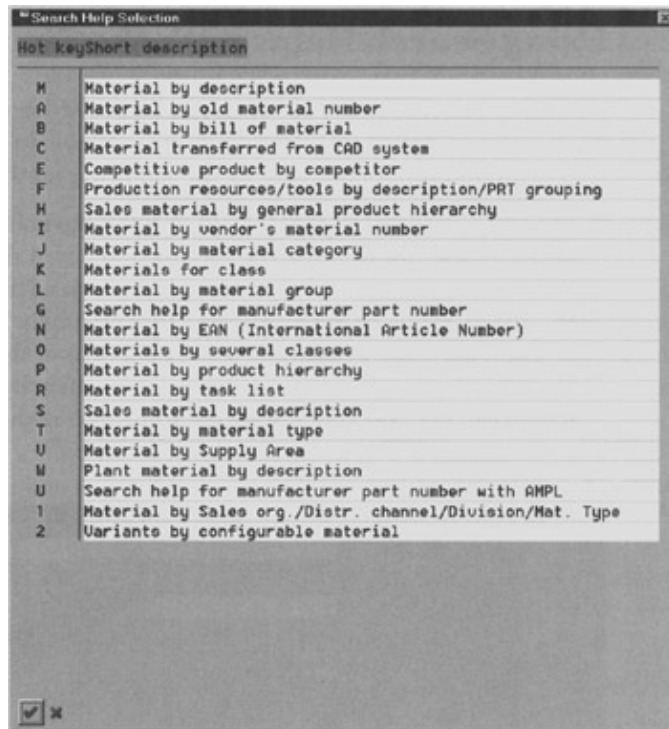 Search Help Selection
Hot keyShort description
M Material by description
A Material by old material number
B Material by bill of material
C Material transferred from CAD system
E Competitive product by competitor
F Production resources/tools by description/PRT grouping
H Sales material by general product hierarchy
I Material by vendor's material number
J Material by material category
K Materials for class
L Material by material group
G Search help for manufacturer part number
N Material by EAN (International Article Number)
O Materials by several classes
P Material by product hierarchy
R Material by task list
S Sales material by description
T Material by material type
V Material by Supply Area
W Plant material by description
U Search help for manufacturer part number with AMPL
1 Material by Sales org./Distr. channel/Division/Mat. Type
2 Variants by configurable material